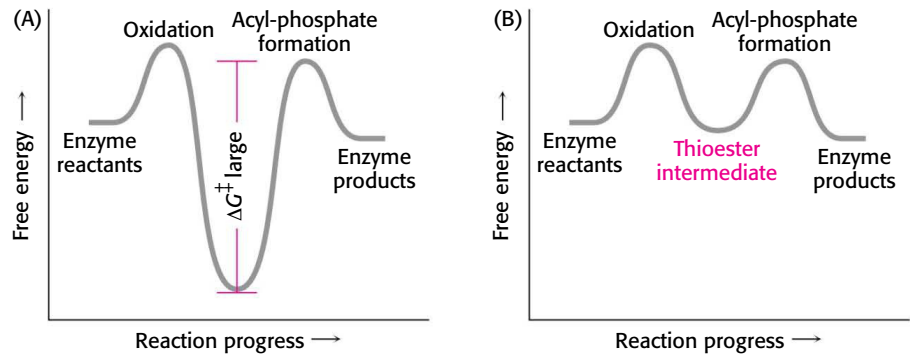 (A)
Oxidation
Acyl-phosphate
formation
Free energy →
Enzyme
reactants
ΔG‡ large
Enzyme
products
Reaction progress →
(B)
Oxidation
Acyl-phosphate
formation
Free energy →
Enzyme
reactants
Thioester
intermediate
Enzyme
products
Reaction progress →